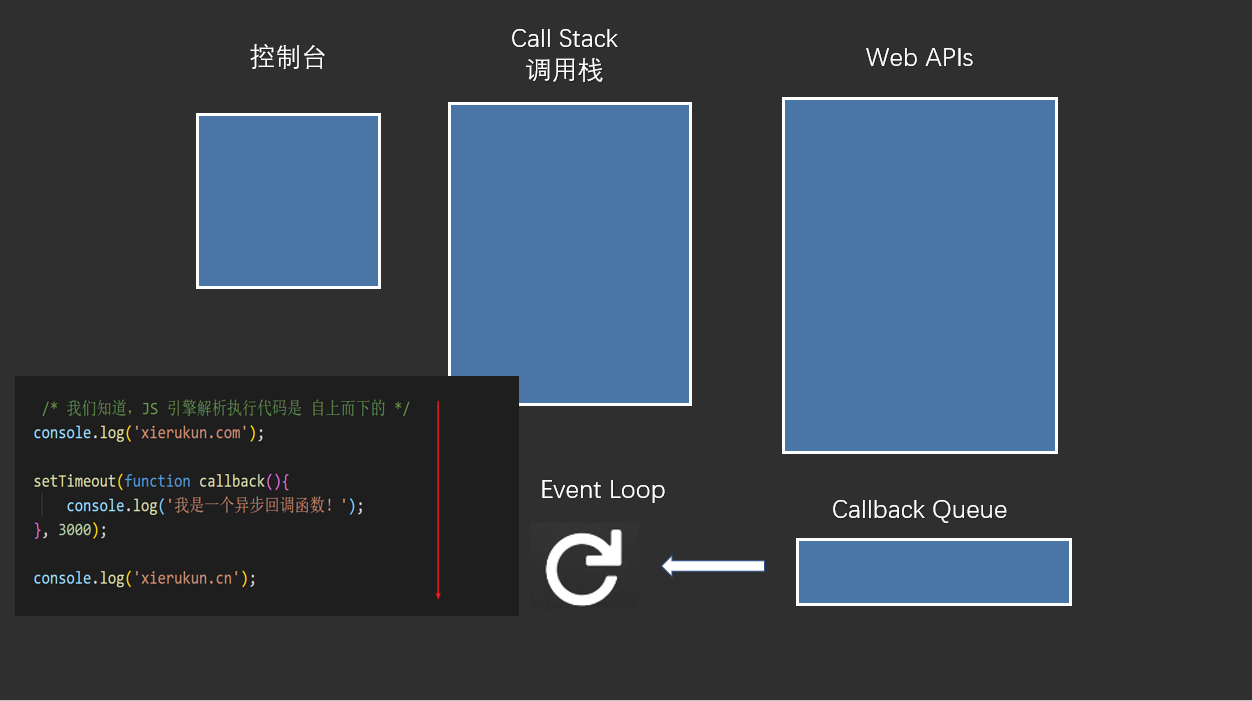 控制台
Call Stack
调用栈
Web APIs
/* 我们知道，JS 引擎解析执行代码是 自上而下的 */
console.log('xierukun.com');
setTimeout(function callback(){
    console.log('我是一个异步回调函数！');
}, 3000);
console.log('xierukun.cn');
Event Loop
Callback Queue